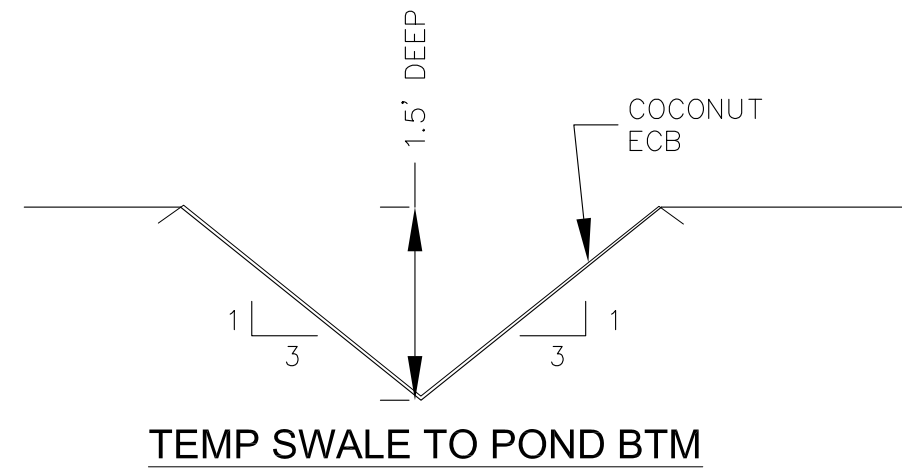 1.5' DEEP
COCONUT
ECB
1
3
3
1
TEMP SWALE TO POND BTM